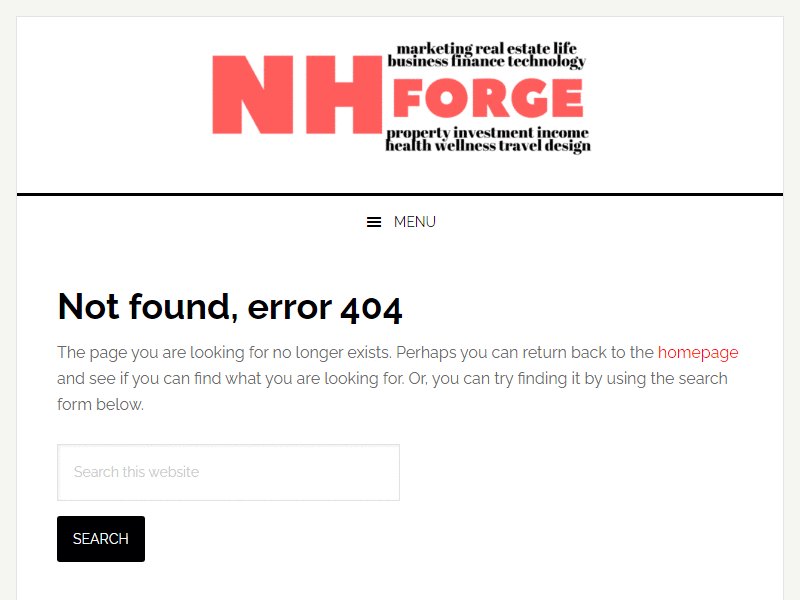 marketing real estate life
business finance technology
NH FORGE
property investment income
health wellness travel design
MENU
Not found, error 404
The page you are looking for no longer exists. Perhaps you can return back to the homepage
and see if you can find what you are looking for. Or, you can try finding it by using the search
form below.
Search this website
SEARCH